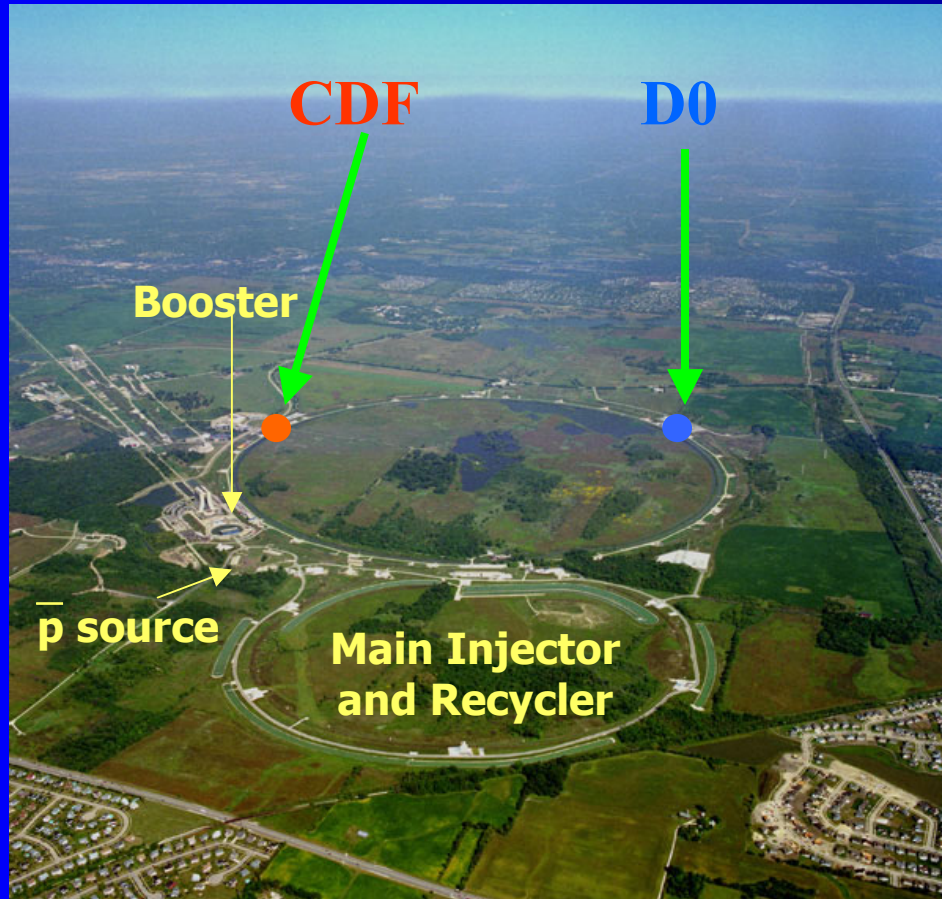 CDF
D0
Booster
p̅ source
Main Injector
and Recycler